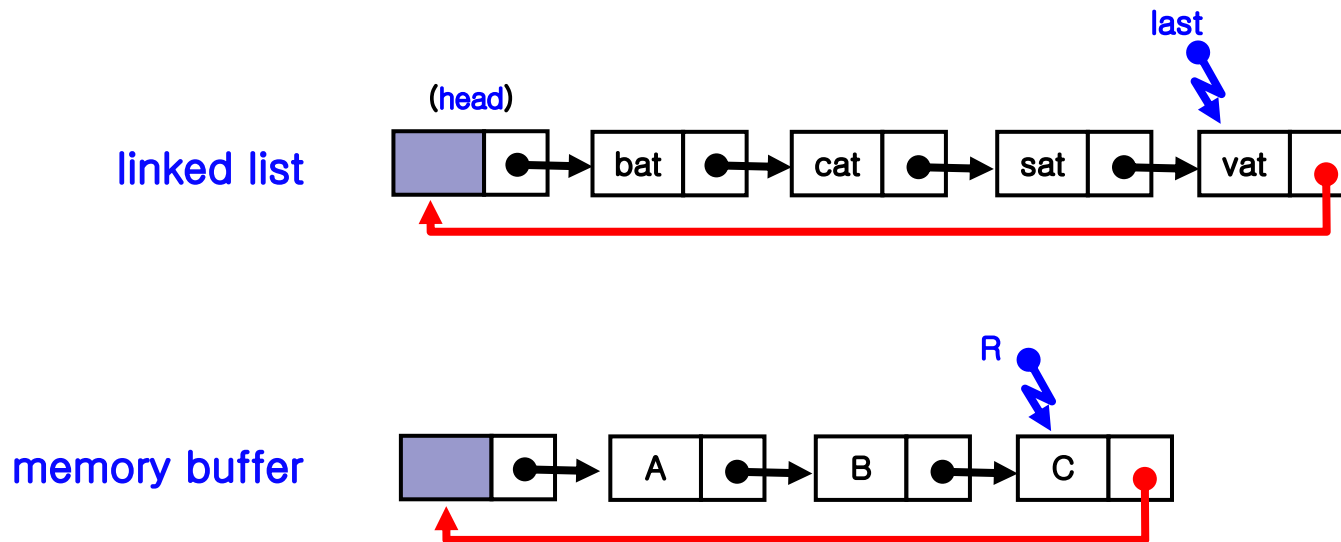 last
(head)
linked list
bat
cat
sat
vat
R
memory buffer
A
B
C